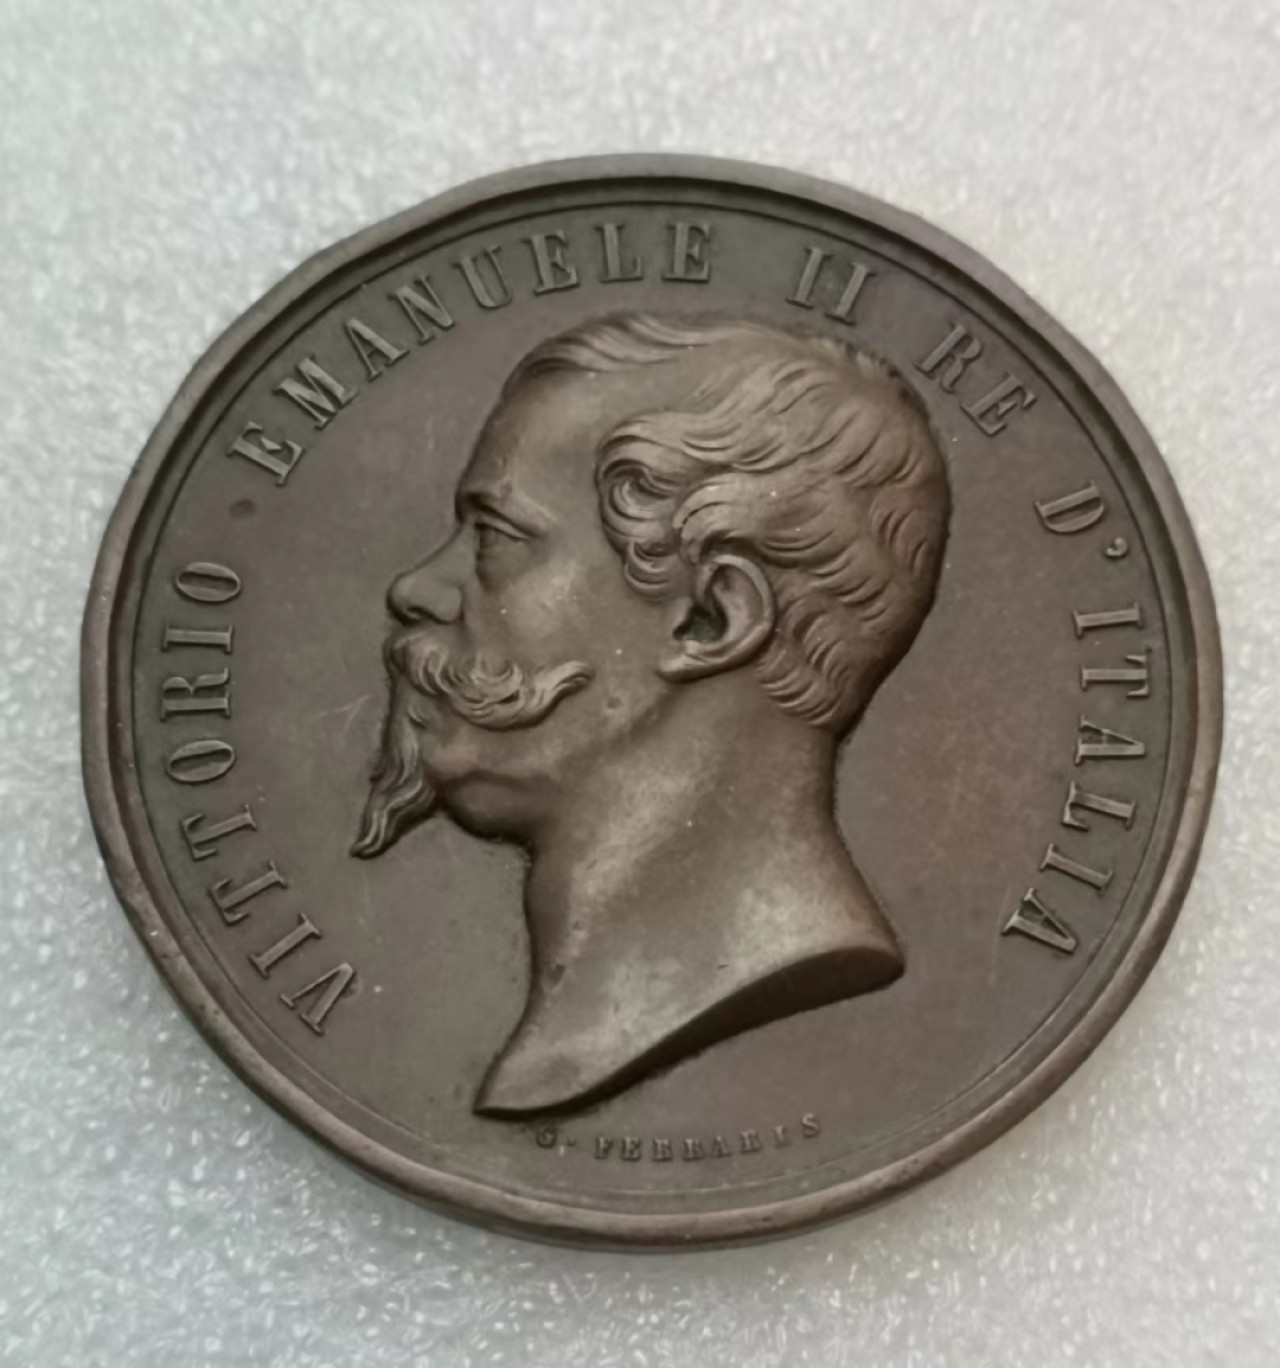 VITTORIO EMANUELE II RE D'ITALIA
G. FERRARIS